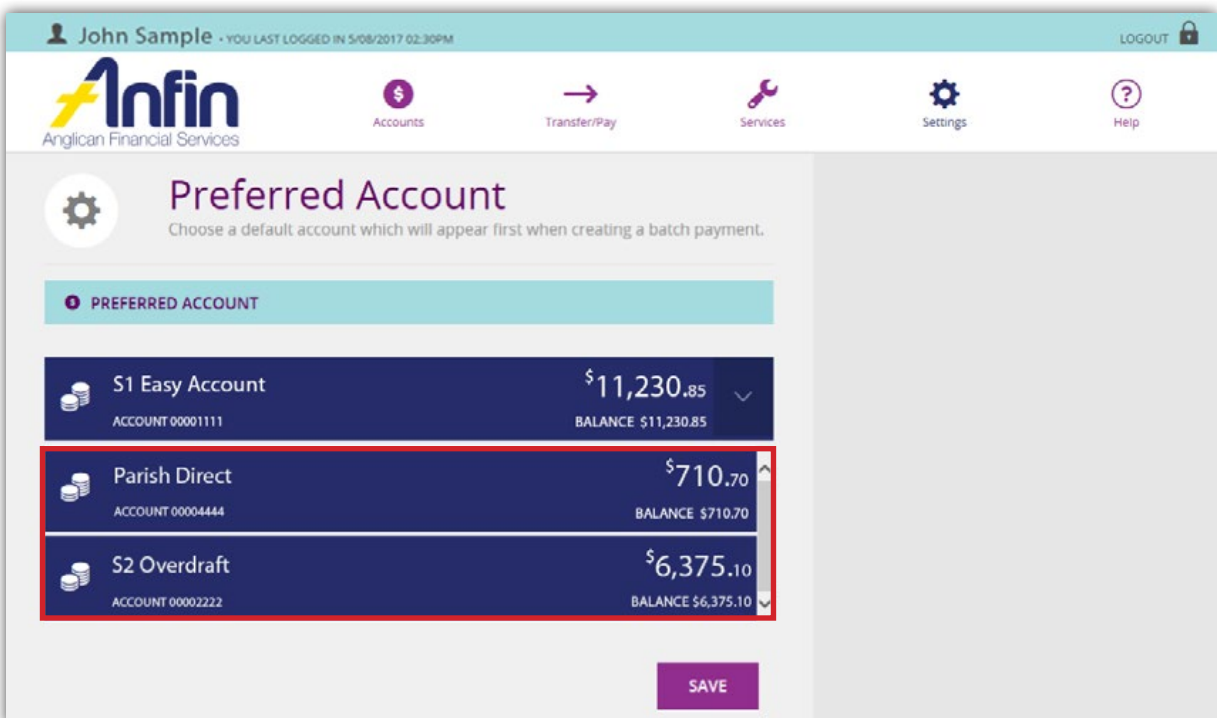 John Sample • YOU LAST LOGGED IN 5/08/2017 02:30PM
LOGOUT
Anfin
Anglican Financial Services
$
Accounts
Transfer/Pay
Services
Settings
?
Help
Preferred Account
Choose a default account which will appear first when creating a batch payment.
PREFERRED ACCOUNT
S1 Easy Account
$11,230.85
ACCOUNT 00001111
BALANCE $11,230.85
Parish Direct
$710.70
ACCOUNT 00004444
BALANCE $710.70
S2 Overdraft
$6,375.10
ACCOUNT 00002222
BALANCE $6,375.10
SAVE